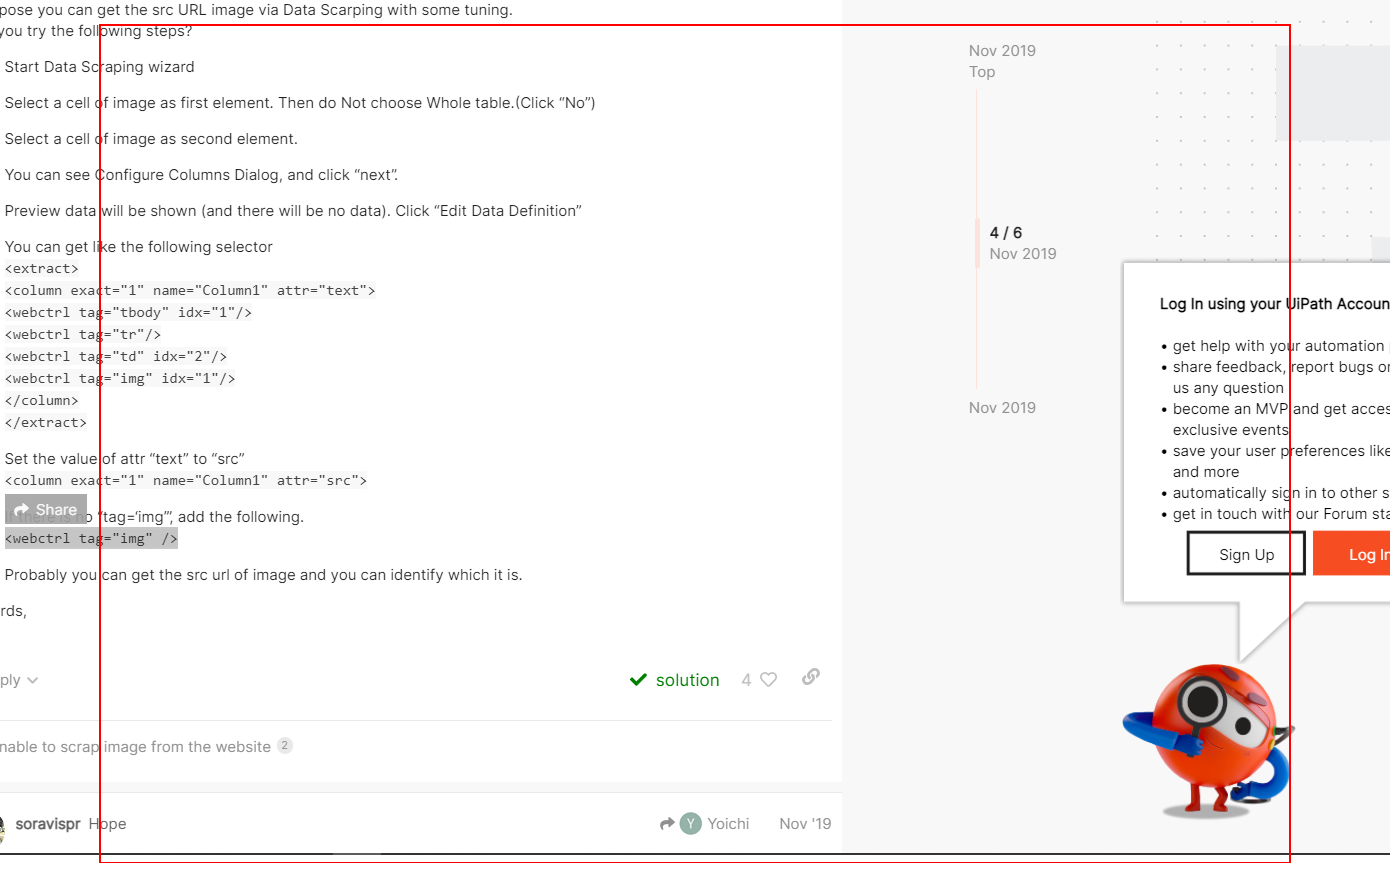 pose you can get the src URL image via Data Scarping with some tuning.
you try the following steps?
Start Data Scraping wizard
Select a cell of image as first element. Then do Not choose Whole table.(Click “No”)
Select a cell of image as second element.
You can see Configure Columns Dialog, and click “next”.
Preview data will be shown (and there will be no data). Click “Edit Data Definition”
You can get like the following selector
<extract>
<column exact="1" name="Column1" attr="text">
<webctrl tag="tbody" idx="1"/>
<webctrl tag="tr"/>
<webctrl tag="td" idx="2"/>
<webctrl tag="img" idx="1"/>
</column>
</extract>
Set the value of attr “text” to “src”
<column exact="1" name="Column1" attr="src">
Share
If there is no “tag=‘img’”, add the following.
<webctrl tag="img" />
Probably you can get the src url of image and you can identify which it is.
rds,
ply
solution
4
nable to scrap image from the website 2
soravispr Hope
Y Yoichi
Nov '19
Nov 2019
Top
4 / 6
Nov 2019
Nov 2019
Log In using your UiPath Accoun
• get help with your automation
• share feedback, report bugs or
us any question
• become an MVP and get acces
exclusive events
• save your user preferences like
and more
• automatically sign in to other s
• get in touch with our Forum sta
Sign Up
Log In